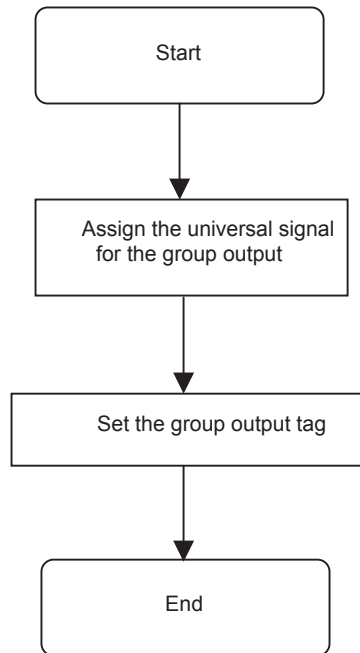 Start
Assign the universal signal
for the group output
Set the group output tag
End